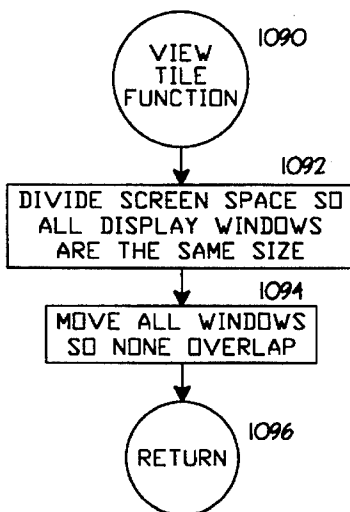 1090
VIEW
TILE
FUNCTION
1092
DIVIDE SCREEN SPACE SO
ALL DISPLAY WINDOWS
ARE THE SAME SIZE
1094
MOVE ALL WINDOWS
SO NONE OVERLAP
1096
RETURN